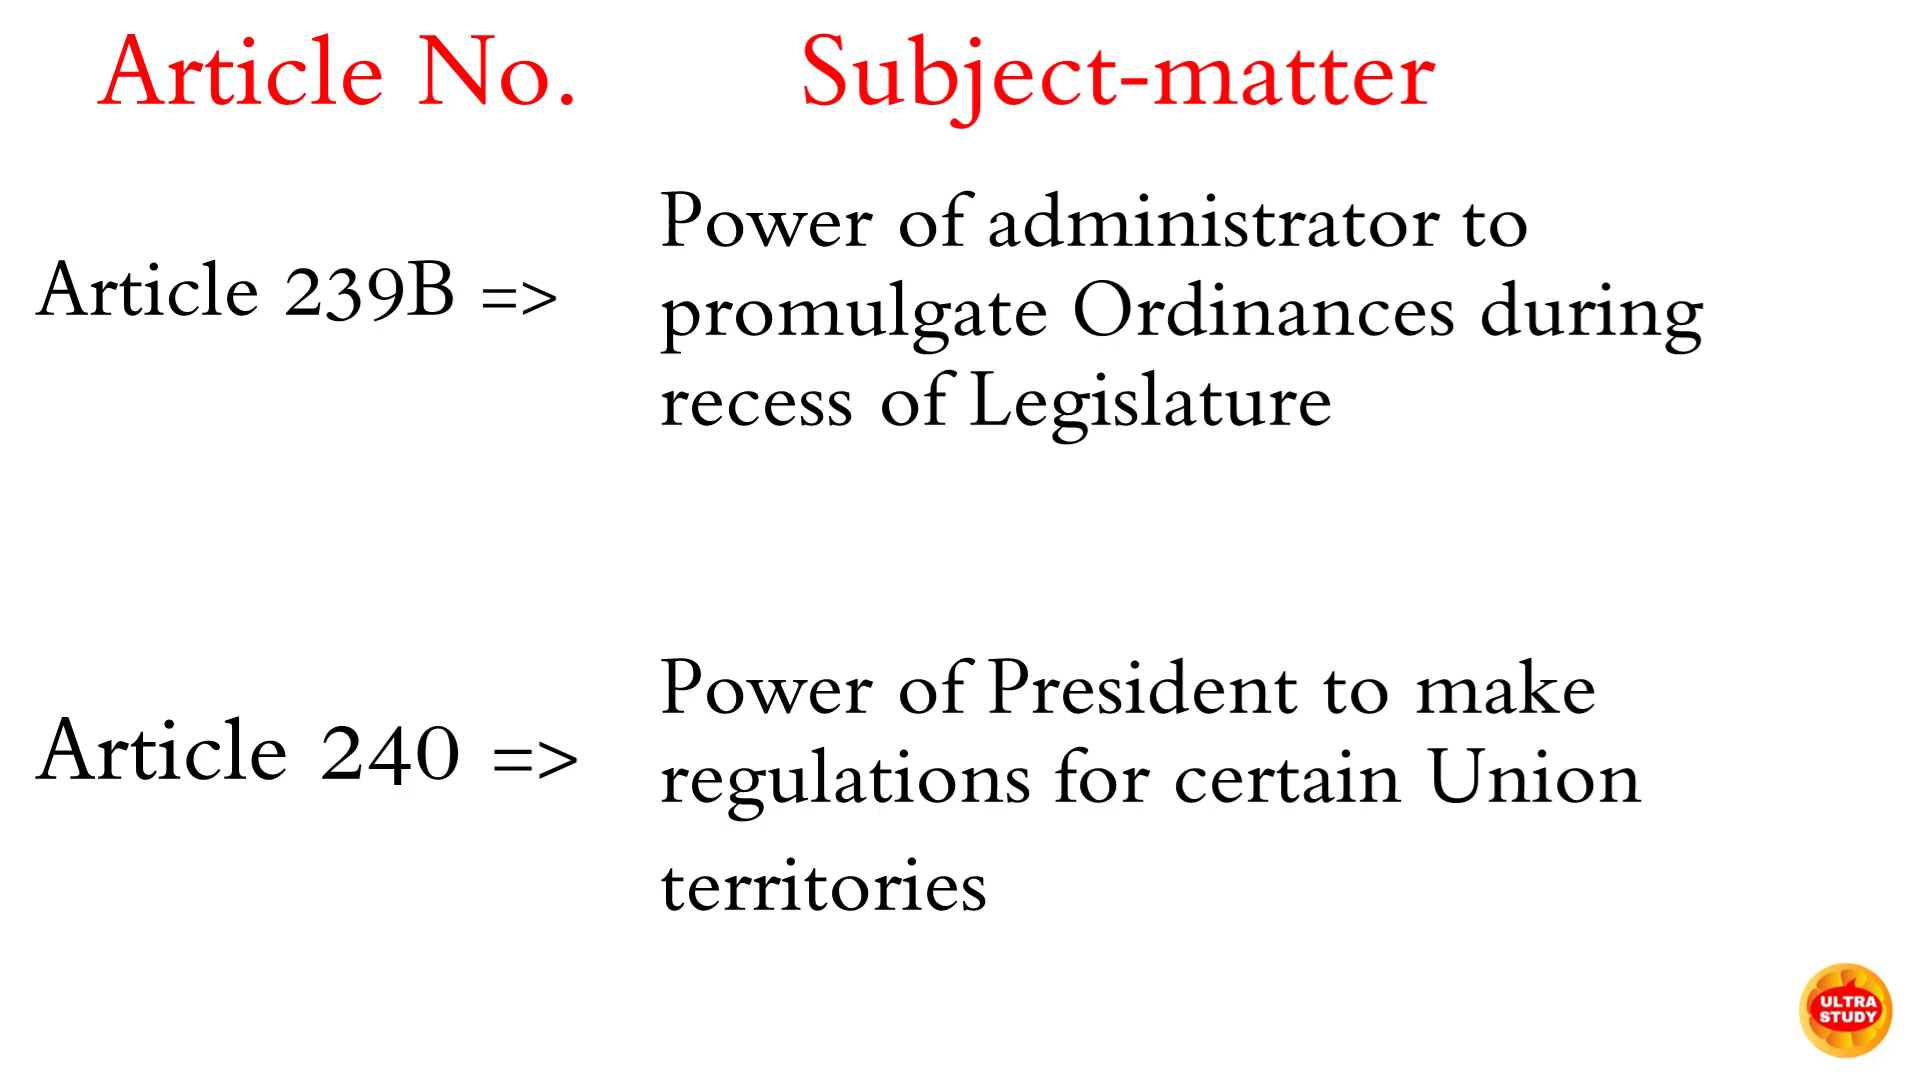 Article No. Subject-matter
Article 239B =>
Power of administrator to
promulgate Ordinances during
recess of Legislature
Article 240 =>
Power of President to make
regulations for certain Union
territories
ULTRA
STUDY